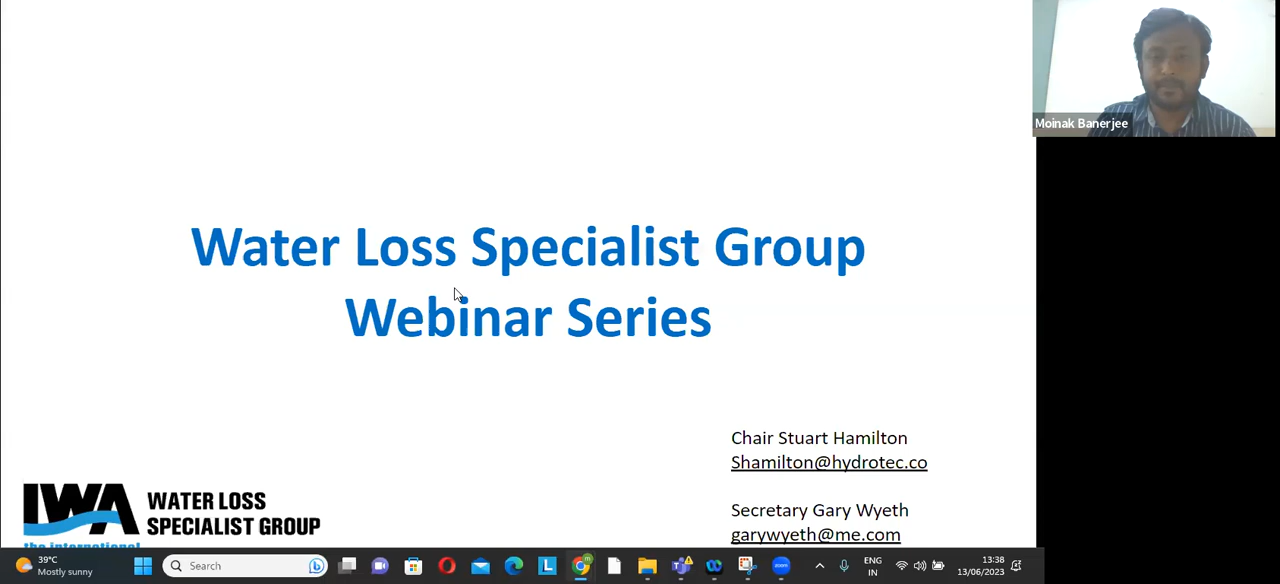 Moinak Banerjee
Water Loss Specialist Group
Webinar Series
Chair Stuart Hamilton
Shamilton@hydrotec.co
Secretary Gary Wyeth
garywyeth@me.com
IWA
WATER LOSS
SPECIALIST GROUP
the international
39°C
Mostly sunny
Search
L
ENG
IN
13:38
13/06/2023